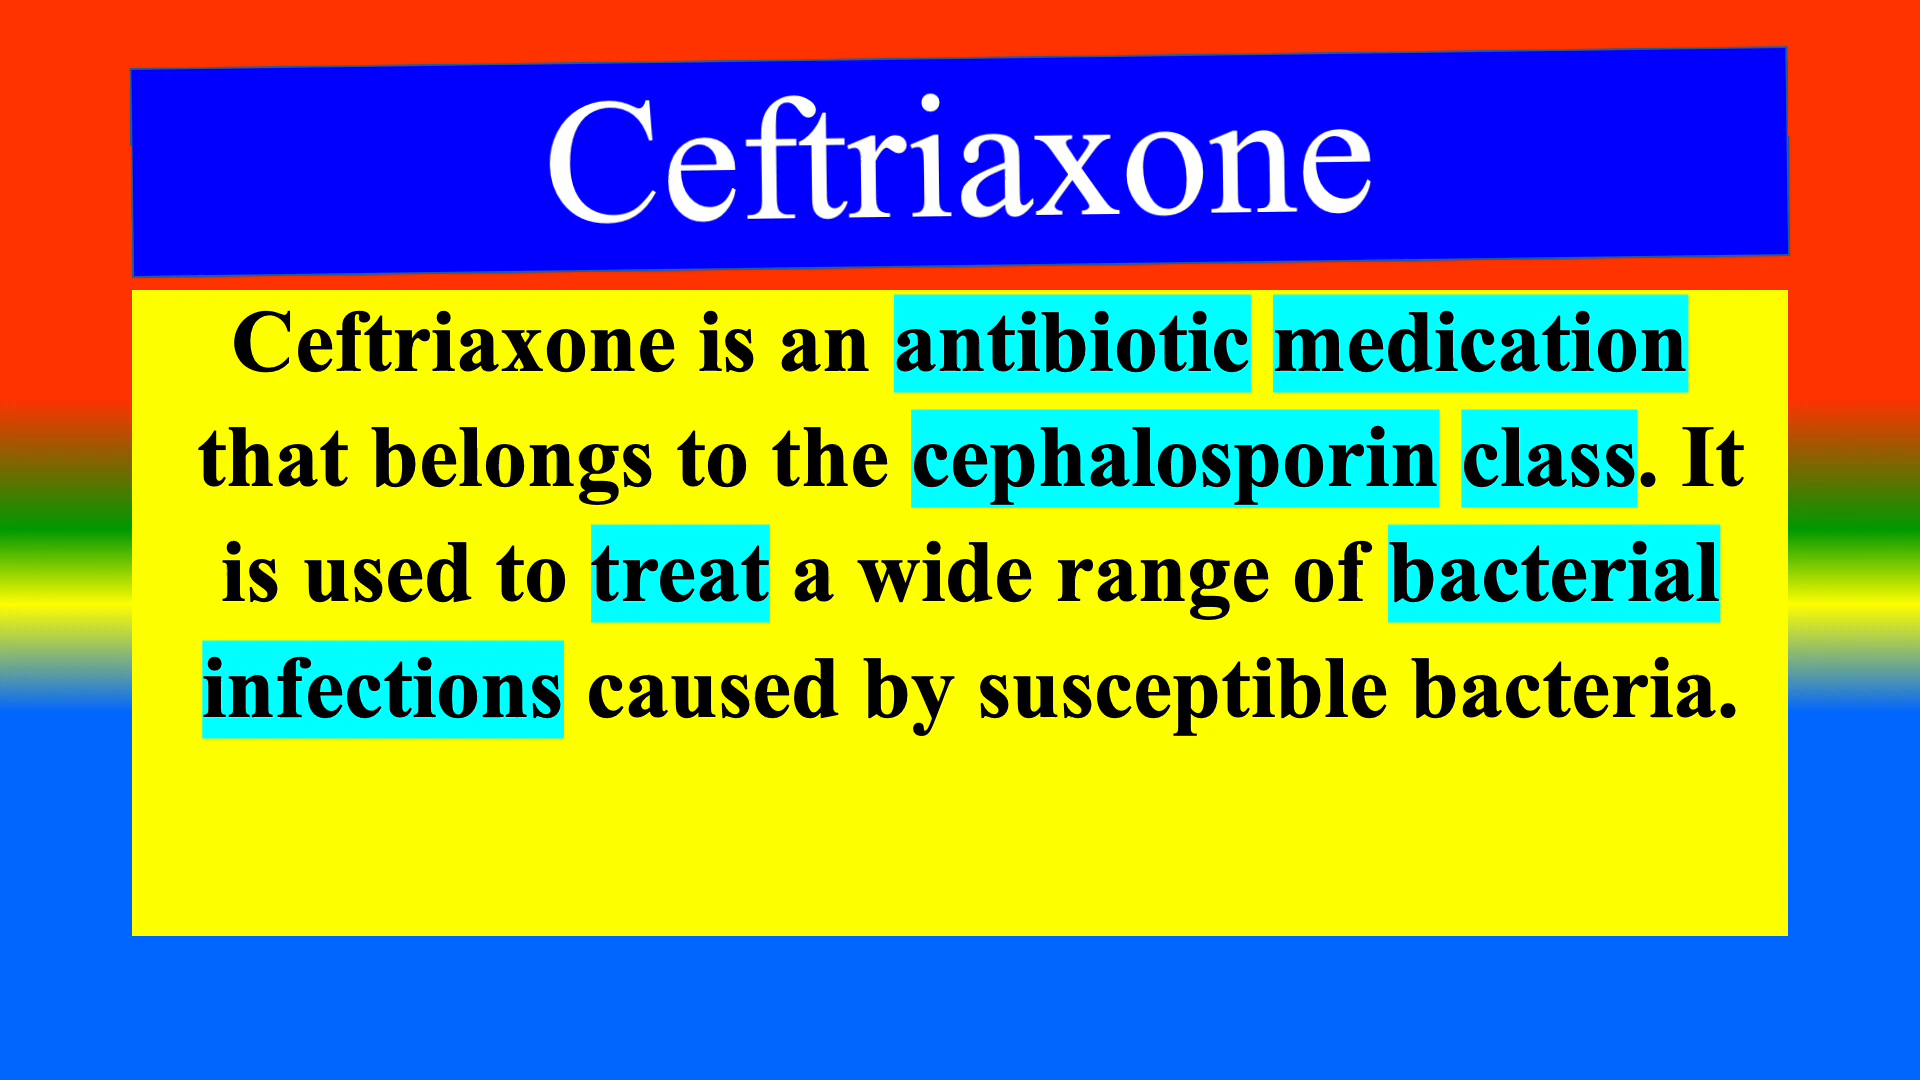 Ceftriaxone
Ceftriaxone is an antibiotic medication
that belongs to the cephalosporin class. It
is used to treat a wide range of bacterial
infections caused by susceptible bacteria.